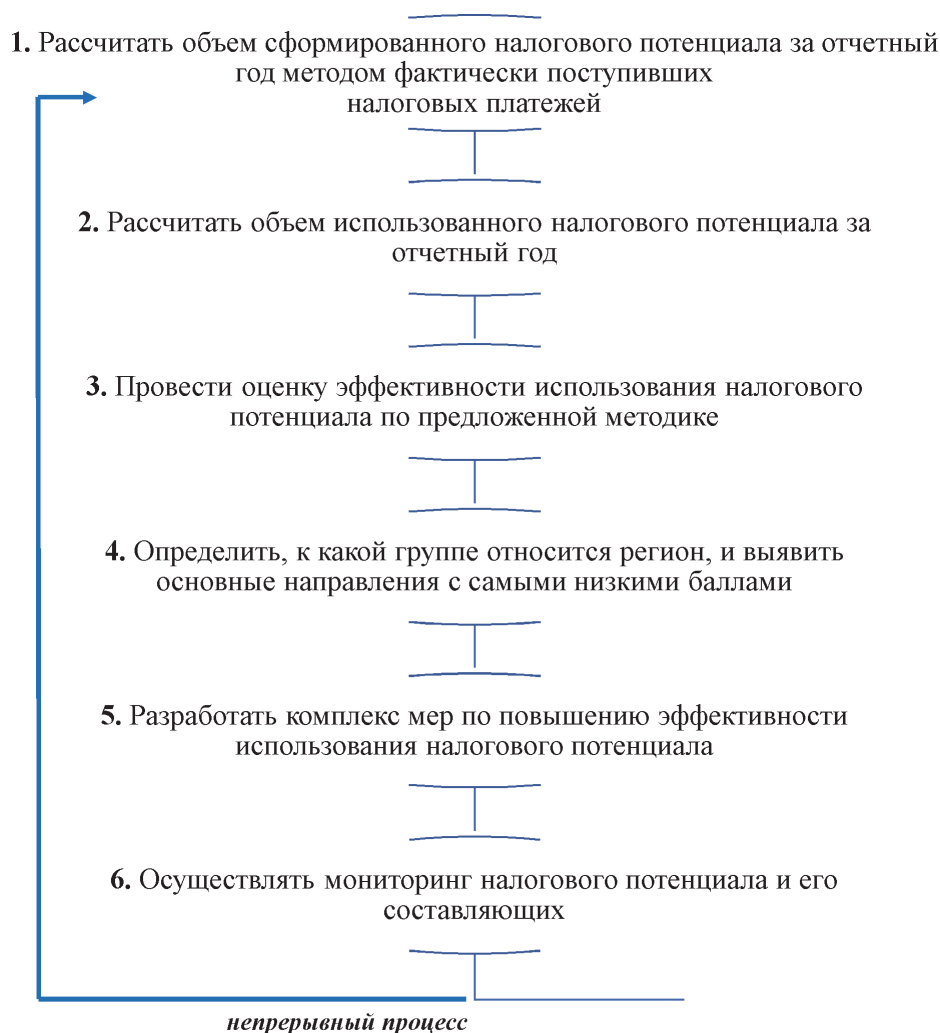 1. Рассчитать объем сформированного налогового потенциала за отчетный
год методом фактически поступивших
налоговых платежей
2. Рассчитать объем использованного налогового потенциала за
отчетный год
3. Провести оценку эффективности использования налогового
потенциала по предложенной методике
4. Определить, к какой группе относится регион, и выявить
основные направления с самыми низкими баллами
5. Разработать комплекс мер по повышению эффективности
использования налогового потенциала
6. Осуществлять мониторинг налогового потенциала и его
составляющих
непрерывный процесс